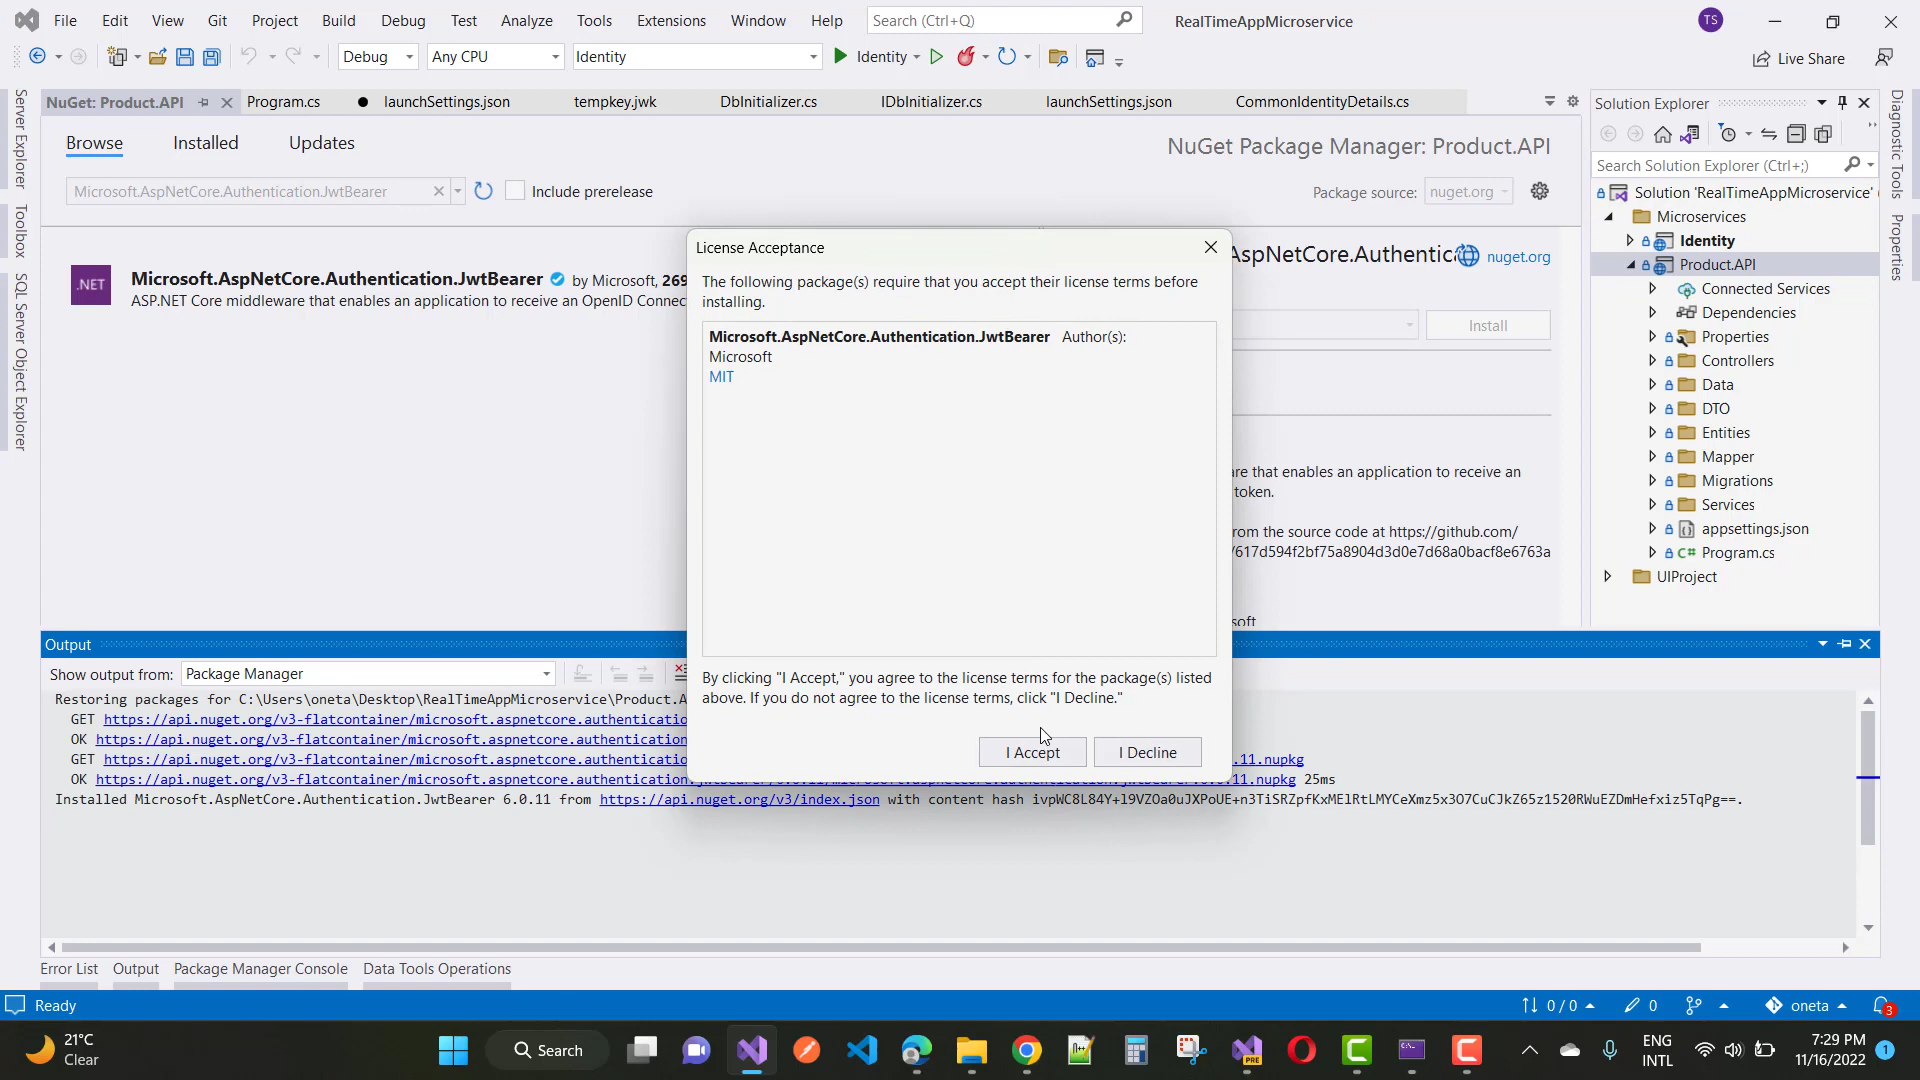 File Edit View Git Project Build Debug Test Analyze Tools Extensions Window Help Search (Ctrl+Q) RealTimeAppMicroservice TS
Debug Any CPU Identity Identity Live Share
NuGet: Product.API Program.cs launchSettings.json tempkey.jwk DbInitializer.cs IDbInitializer.cs launchSettings.json CommonIdentityDetails.cs
Browse Installed Updates
NuGet Package Manager: Product.API
Microsoft.AspNetCore.Authentication.JwtBearer Include prerelease
Package source: nuget.org
.NET
Microsoft.AspNetCore.Authentication.JwtBearer by Microsoft, 269
ASP.NET Core middleware that enables an application to receive an OpenID Connec
AspNetCore.Authentica nuget.org
Install
re that enables an application to receive an
token.
rom the source code at https://github.com/
/617d594f2bf75a8904d3d0e7d68a0bacf8e6763a
soft
License Acceptance
The following package(s) require that you accept their license terms before
installing.
Microsoft.AspNetCore.Authentication.JwtBearer Author(s):
Microsoft
MIT
By clicking "I Accept," you agree to the license terms for the package(s) listed
above. If you do not agree to the license terms, click "I Decline."
I Accept I Decline
Solution Explorer
Search Solution Explorer (Ctrl+;)
Solution 'RealTimeAppMicroservice'
Microservices
Identity
Product.API
Connected Services
Dependencies
Properties
Controllers
Data
DTO
Entities
Mapper
Migrations
Services
appsettings.json
Program.cs
UIProject
Server Explorer
Toolbox
SQL Server Object Explorer
Diagnostic Tools
Properties
Output
Show output from: Package Manager
Restoring packages for C:\Users\oneta\Desktop\RealTimeAppMicroservice\Product.A
GET https://api.nuget.org/v3-flatcontainer/microsoft.aspnetcore.authenticatio
OK https://api.nuget.org/v3-flatcontainer/microsoft.aspnetcore.authentication
GET https://api.nuget.org/v3-flatcontainer/microsoft.aspnetcore.authenticatio .11.nupkg
OK https://api.nuget.org/v3-flatcontainer/microsoft.aspnetcore.authentication .11.nupkg 25ms
Installed Microsoft.AspNetCore.Authentication.JwtBearer 6.0.11 from https://api.nuget.org/v3/index.json with content hash ivpWC8L84Y+l9VZOa0uJXPoUE+n3TiSRZpfKxMElRtLMYCeXmz5x3O7CuCJkZ65z1520RWuEZDmHefxiz5TqPg==.
Error List Output Package Manager Console Data Tools Operations
Ready 0 / 0 0 oneta 3
21°C
Clear
Search
PRE
ENG
INTL
7:29 PM
11/16/2022
1